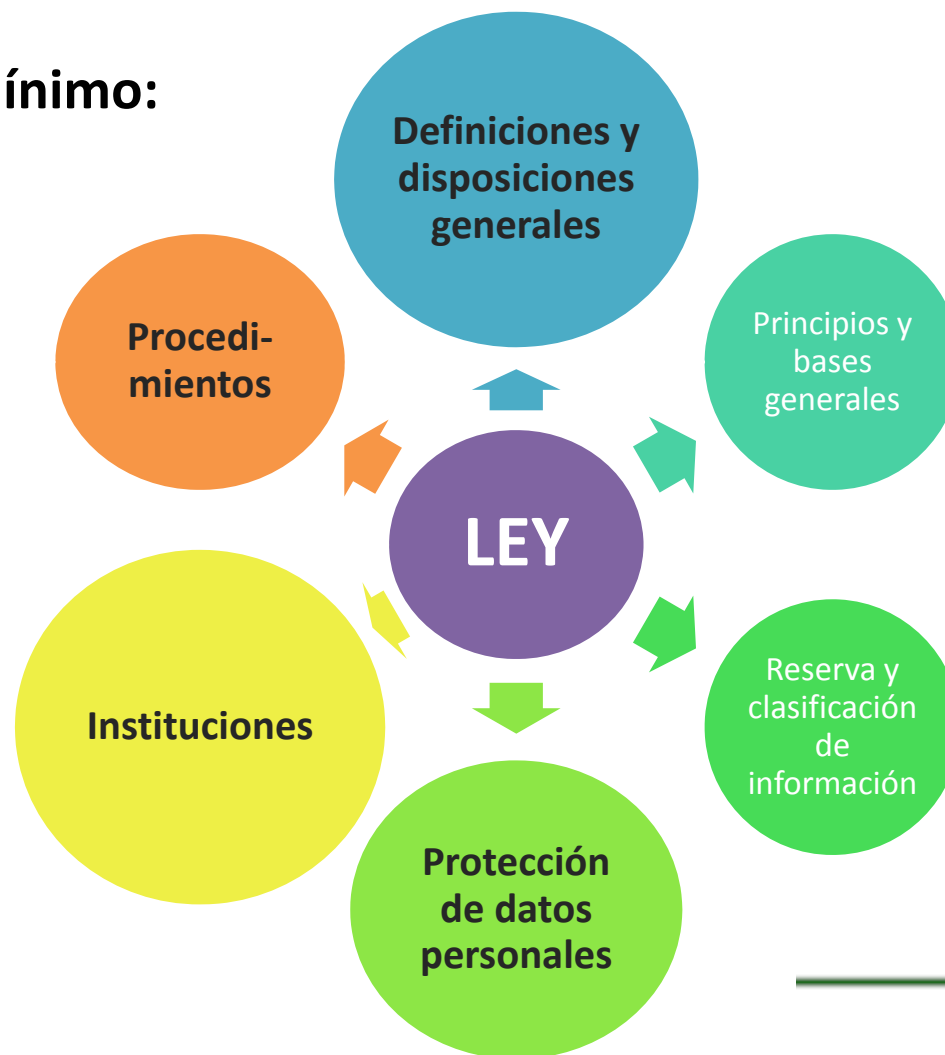 ínimo:
Definiciones y
disposiciones
generales
Principios y
bases
generales
Reserva y
clasificación
de
información
Protección
de datos
personales
Instituciones
Procedi-
mientos
LEY